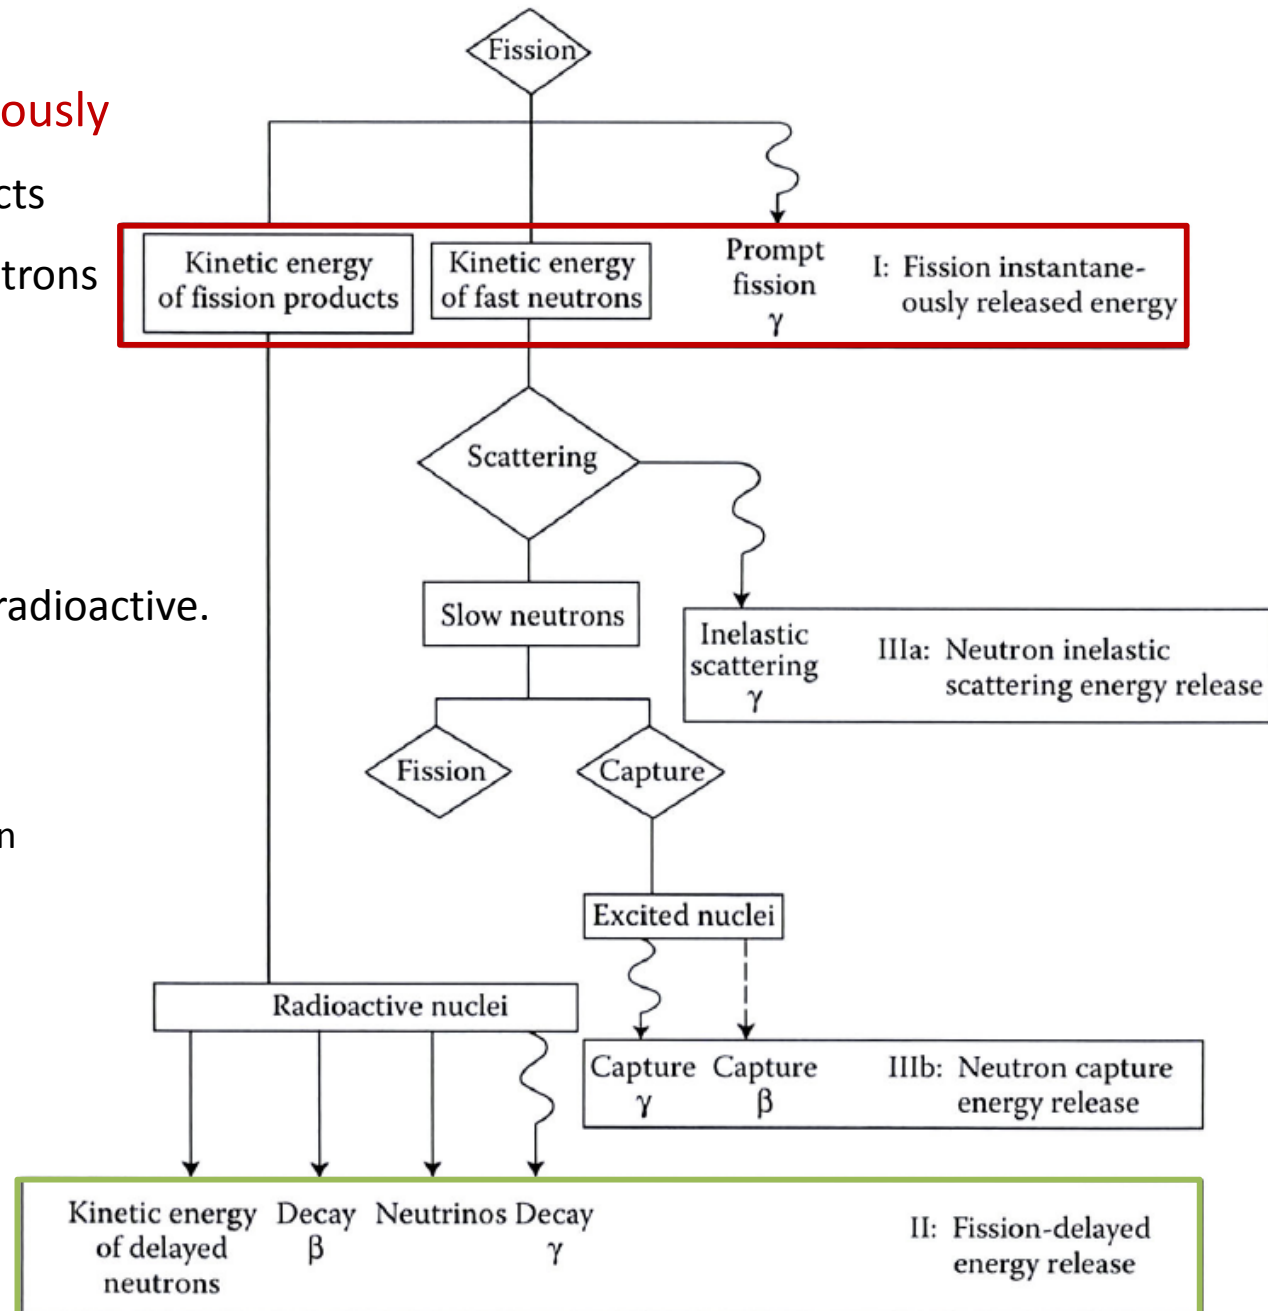 Fission
ously
cts
trons
Kinetic energy
of fission products
Kinetic energy
of fast neutrons
Prompt
fission
γ
I: Fission instantane-
ously released energy
Scattering
radioactive.
Slow neutrons
Inelastic
scattering
γ
IIIa: Neutron inelastic
scattering energy release
Fission
Capture
n
Excited nuclei
Radioactive nuclei
Capture
γ
Capture
β
IIIb: Neutron capture
energy release
Kinetic energy
of delayed
neutrons
Decay
β
Neutrinos
Decay
γ
II: Fission-delayed
energy release